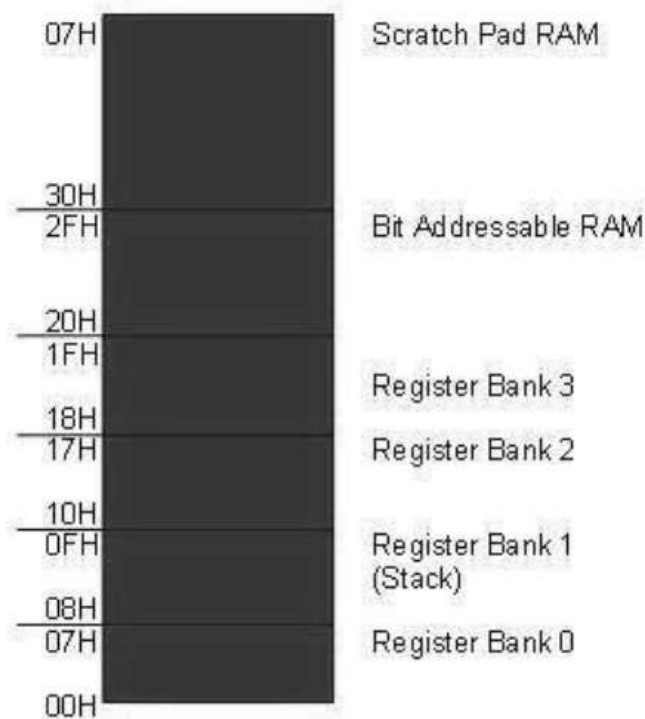 07H Scratch Pad RAM
30H
2FH Bit Addressable RAM
20H
1FH
Register Bank 3
18H
17H Register Bank 2
10H
0FH Register Bank 1
(Stack)
08H
07H Register Bank 0
00H